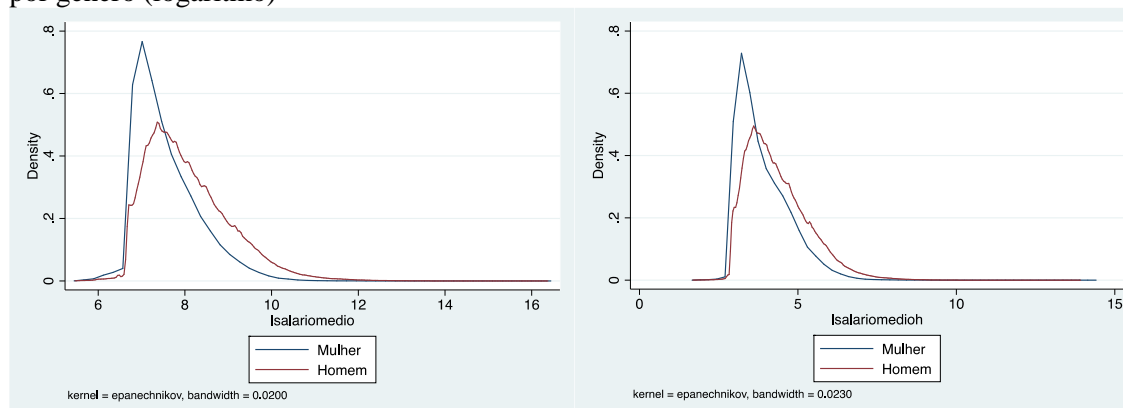 por gênero (logaritmo)
.8
.6
.4
.2
0
Density
6 8 10 12 14 16
lsalariomedio
Mulher
Homem
kernel = epanechnikov, bandwidth = 0.0200
.8
.6
.4
.2
0
Density
0 5 10 15
lsalariomedioh
Mulher
Homem
kernel = epanechnikov, bandwidth = 0.0230